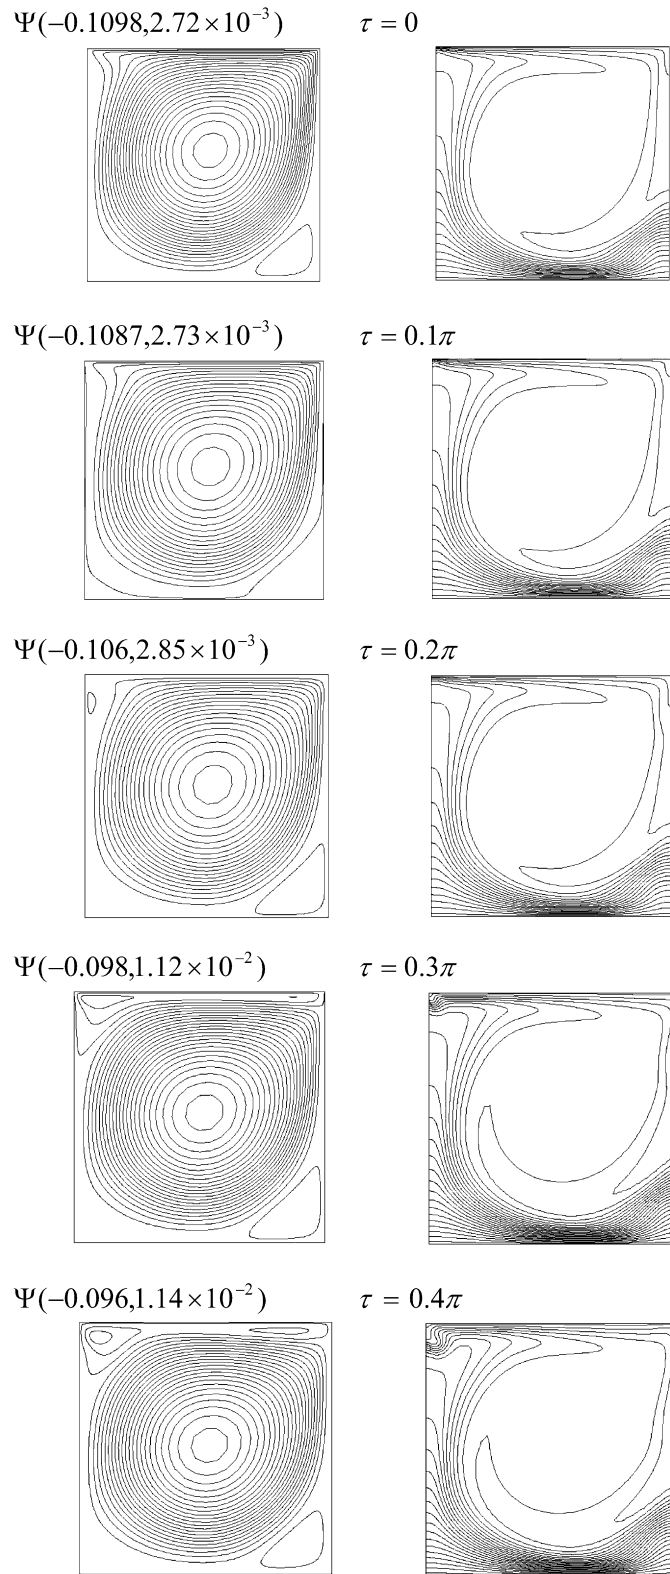 Ψ(−0.1098,2.72×10⁻³) τ = 0
Ψ(−0.1087,2.73×10⁻³) τ = 0.1π
Ψ(−0.106,2.85×10⁻³) τ = 0.2π
Ψ(−0.098,1.12×10⁻²) τ = 0.3π
Ψ(−0.096,1.14×10⁻²) τ = 0.4π